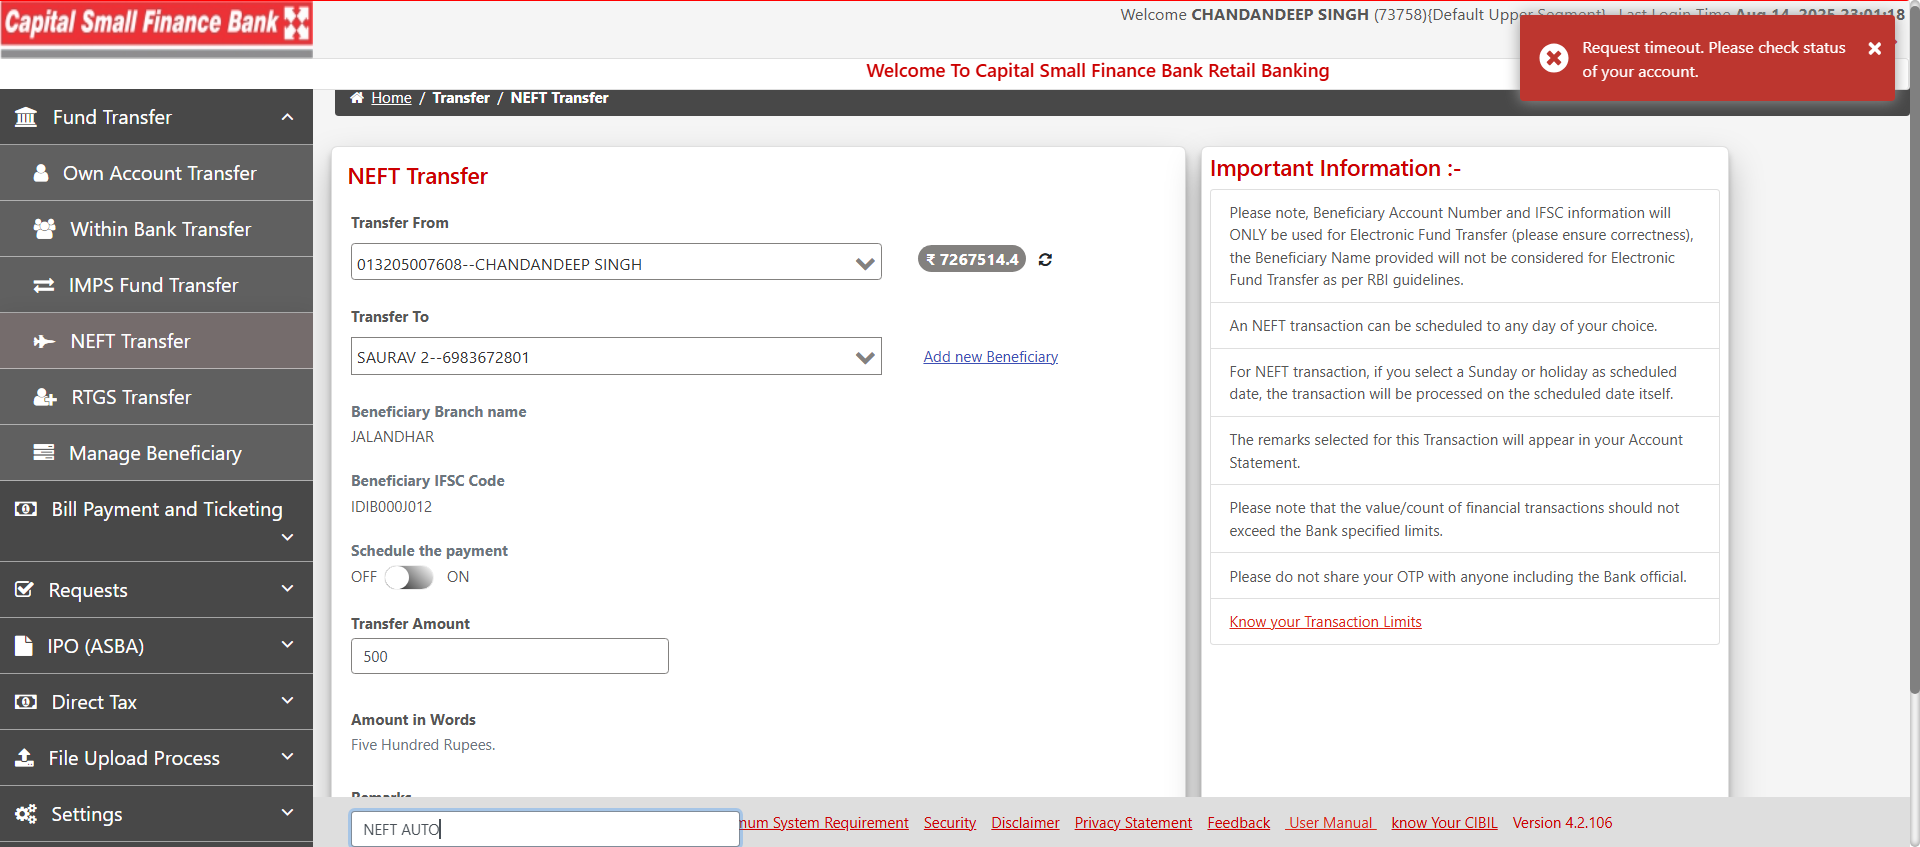 Capital Small Finance Bank
Welcome CHANDANDEEP SINGH (73758){Default Upper Segment} Last Login Time Aug 14, 2025 23:01:18
Request timeout. Please check status
of your account.
Welcome To Capital Small Finance Bank Retail Banking
Home / Transfer / NEFT Transfer
Fund Transfer
Own Account Transfer
Within Bank Transfer
IMPS Fund Transfer
NEFT Transfer
RTGS Transfer
Manage Beneficiary
Bill Payment and Ticketing
Requests
IPO (ASBA)
Direct Tax
File Upload Process
Settings
NEFT Transfer
Transfer From
013205007608--CHANDANDEEP SINGH
₹ 7267514.4
Transfer To
SAURAV 2--6983672801
Add new Beneficiary
Beneficiary Branch name
JALANDHAR
Beneficiary IFSC Code
IDIB000J012
Schedule the payment
OFF ON
Transfer Amount
500
Amount in Words
Five Hundred Rupees.
Remarks
NEFT AUTO
Important Information :-
Please note, Beneficiary Account Number and IFSC information will
ONLY be used for Electronic Fund Transfer (please ensure correctness),
the Beneficiary Name provided will not be considered for Electronic
Fund Transfer as per RBI guidelines.
An NEFT transaction can be scheduled to any day of your choice.
For NEFT transaction, if you select a Sunday or holiday as scheduled
date, the transaction will be processed on the scheduled date itself.
The remarks selected for this Transaction will appear in your Account
Statement.
Please note that the value/count of financial transactions should not
exceed the Bank specified limits.
Please do not share your OTP with anyone including the Bank official.
Know your Transaction Limits
System Requirement Security Disclaimer Privacy Statement Feedback User Manual know Your CIBIL Version 4.2.106